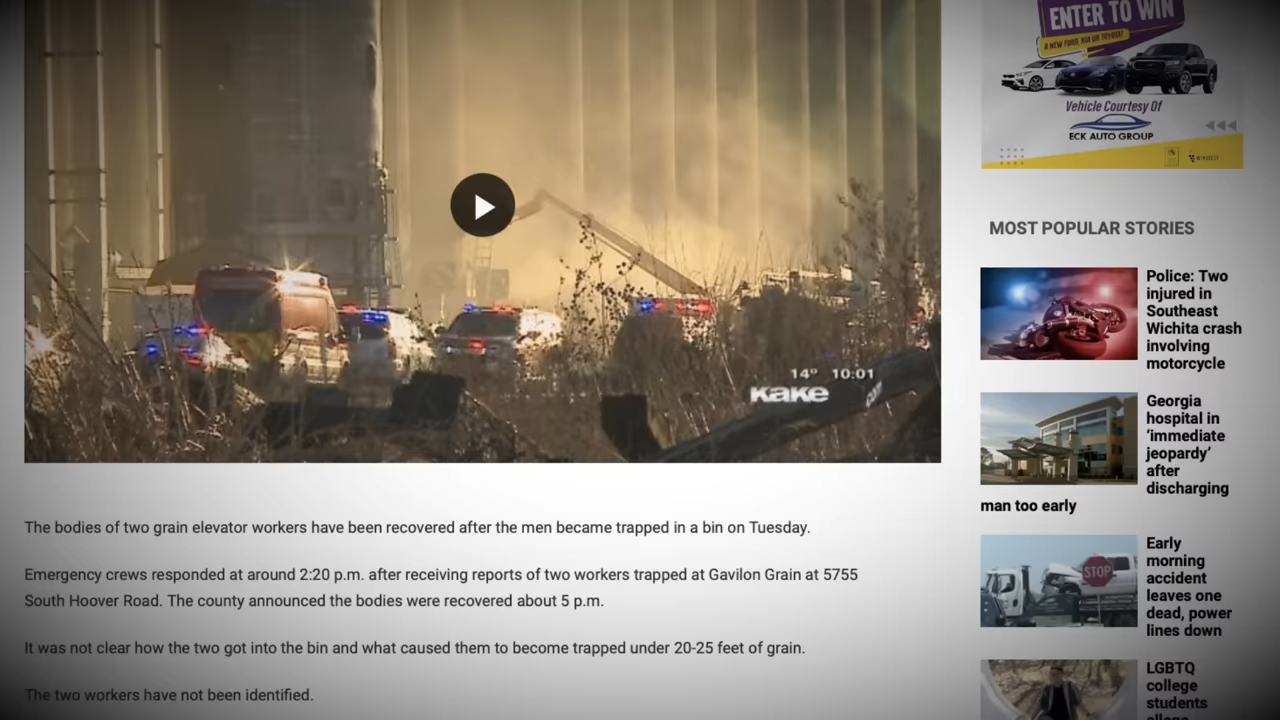 ENTER TO WIN
A NEW FORD, KIA OR TOYOTA!
Vehicle Courtesy Of
ECK AUTO GROUP
14° 10:01
KAKE
.com
MOST POPULAR STORIES
Police: Two
injured in
Southeast
Wichita crash
involving
motorcycle
Georgia
hospital in
‘immediate
jeopardy’
after
discharging
man too early
STOP
Early
morning
accident
leaves one
dead, power
lines down
LGBTQ
college
students
The bodies of two grain elevator workers have been recovered after the men became trapped in a bin on Tuesday.
Emergency crews responded at around 2:20 p.m. after receiving reports of two workers trapped at Gavilon Grain at 5755
South Hoover Road. The county announced the bodies were recovered about 5 p.m.
It was not clear how the two got into the bin and what caused them to become trapped under 20-25 feet of grain.
The two workers have not been identified.